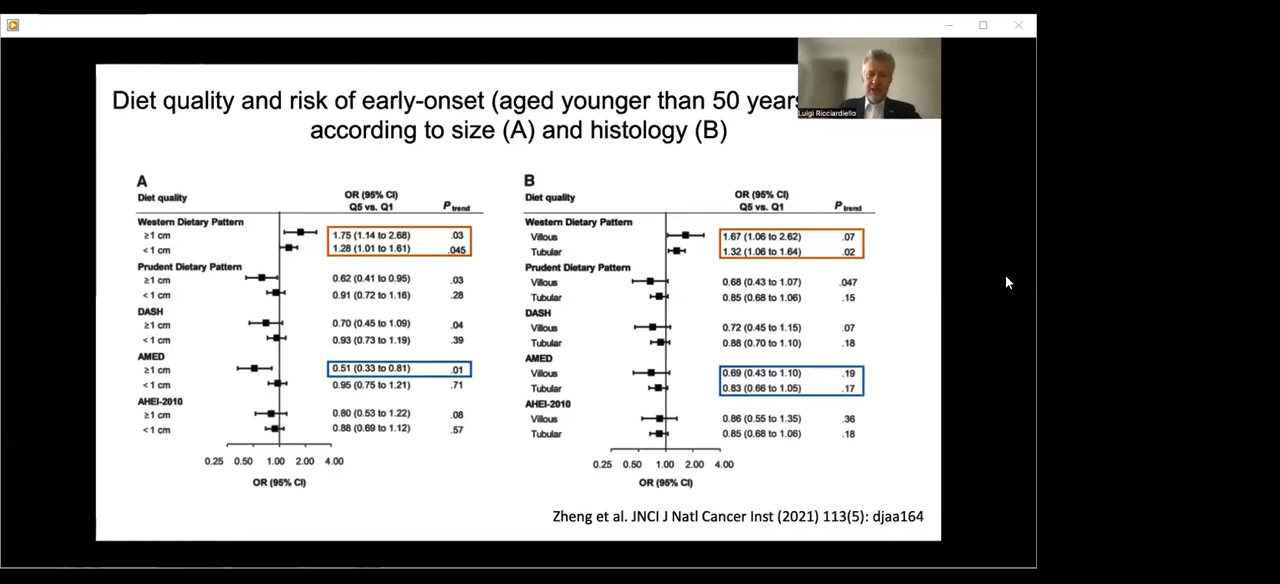 Diet quality and risk of early-onset (aged younger than 50 years
according to size (A) and histology (B)
Luigi Ricciardiello
A
Diet quality
OR (95% CI)
Q5 vs. Q1
P trend
Western Dietary Pattern
≥1 cm 1.75 (1.14 to 2.68) .03
<1 cm 1.28 (1.01 to 1.61) .045
Prudent Dietary Pattern
≥1 cm 0.62 (0.41 to 0.95) .03
<1 cm 0.91 (0.72 to 1.16) .28
DASH
≥1 cm 0.70 (0.45 to 1.09) .04
<1 cm 0.93 (0.73 to 1.19) .39
AMED
≥1 cm 0.51 (0.33 to 0.81) .01
<1 cm 0.95 (0.75 to 1.21) .71
AHEI-2010
≥1 cm 0.80 (0.53 to 1.22) .08
<1 cm 0.88 (0.69 to 1.12) .57
0.25 0.50 1.00 2.00 4.00
OR (95% CI)
B
Diet quality
OR (95% CI)
Q5 vs. Q1
P trend
Western Dietary Pattern
Villous 1.67 (1.06 to 2.62) .07
Tubular 1.32 (1.06 to 1.64) .02
Prudent Dietary Pattern
Villous 0.68 (0.43 to 1.07) .047
Tubular 0.85 (0.68 to 1.06) .15
DASH
Villous 0.72 (0.45 to 1.15) .07
Tubular 0.88 (0.70 to 1.10) .18
AMED
Villous 0.69 (0.43 to 1.10) .19
Tubular 0.83 (0.66 to 1.05) .17
AHEI-2010
Villous 0.86 (0.55 to 1.35) .36
Tubular 0.85 (0.68 to 1.06) .18
0.25 0.50 1.00 2.00 4.00
OR (95% CI)
Zheng et al. JNCI J Natl Cancer Inst (2021) 113(5): djaa164